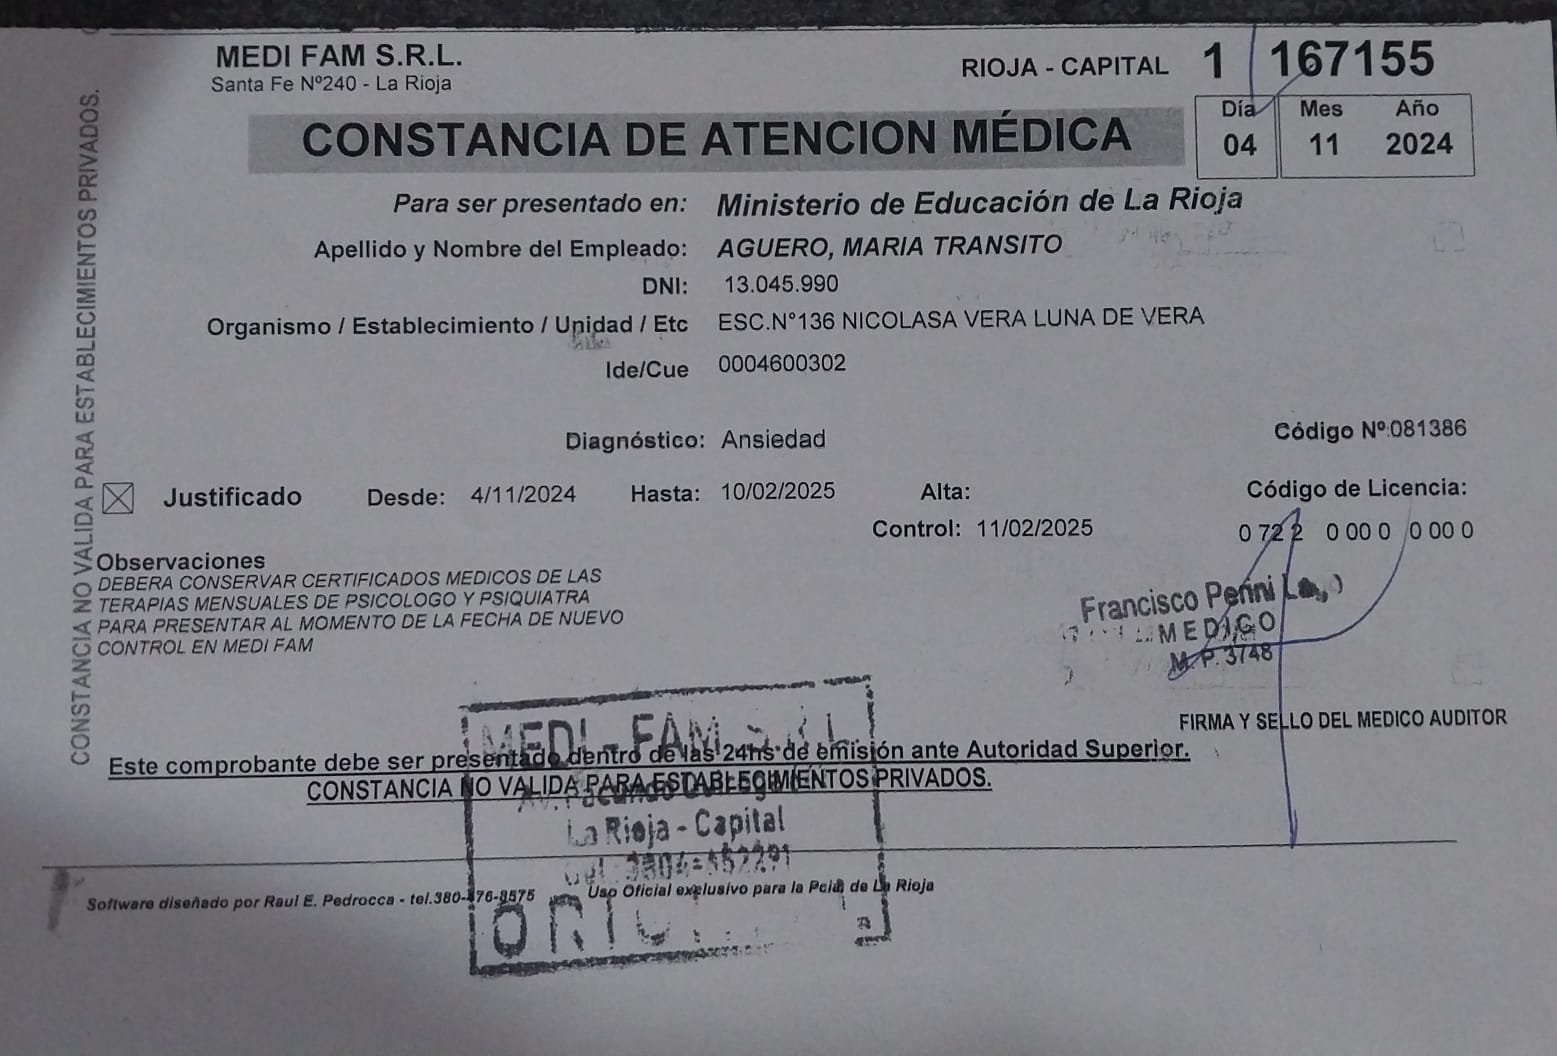 MEDI FAM S.R.L.
Santa Fe Nº240 - La Rioja
RIOJA - CAPITAL 1 167155
CONSTANCIA DE ATENCION MÉDICA
Día Mes Año
04 11 2024
Para ser presentado en: Ministerio de Educación de La Rioja
Apellido y Nombre del Empleado: AGUERO, MARIA TRANSITO
DNI: 13.045.990
Organismo / Establecimiento / Unidad / Etc ESC.N°136 NICOLASA VERA LUNA DE VERA
Ide/Cue 0004600302
Diagnóstico: Ansiedad
Código Nº:081386
Justificado Desde: 4/11/2024 Hasta: 10/02/2025 Alta:
Código de Licencia:
Control: 11/02/2025
0 72 2 0 00 0 0 00 0
Observaciones
DEBERA CONSERVAR CERTIFICADOS MEDICOS DE LAS
TERAPIAS MENSUALES DE PSICOLOGO Y PSIQUIATRA
PARA PRESENTAR AL MOMENTO DE LA FECHA DE NUEVO
CONTROL EN MEDI FAM
Francisco Perini
MEDICO
M.P. 3748
FIRMA Y SELLO DEL MEDICO AUDITOR
MEDI-FAM S.R.L
Este comprobante debe ser presentado dentro de las 24hs de emisión ante Autoridad Superior.
CONSTANCIA NO VALIDA PARA ESTABLECIMIENTOS PRIVADOS.
La Rioja - Capital
Software diseñado por Raul E. Pedrocca - tel.380-476-8575
Uso Oficial exclusivo para la Pcia. de La Rioja
CONSTANCIA NO VALIDA PARA ESTABLECIMIENTOS PRIVADOS.